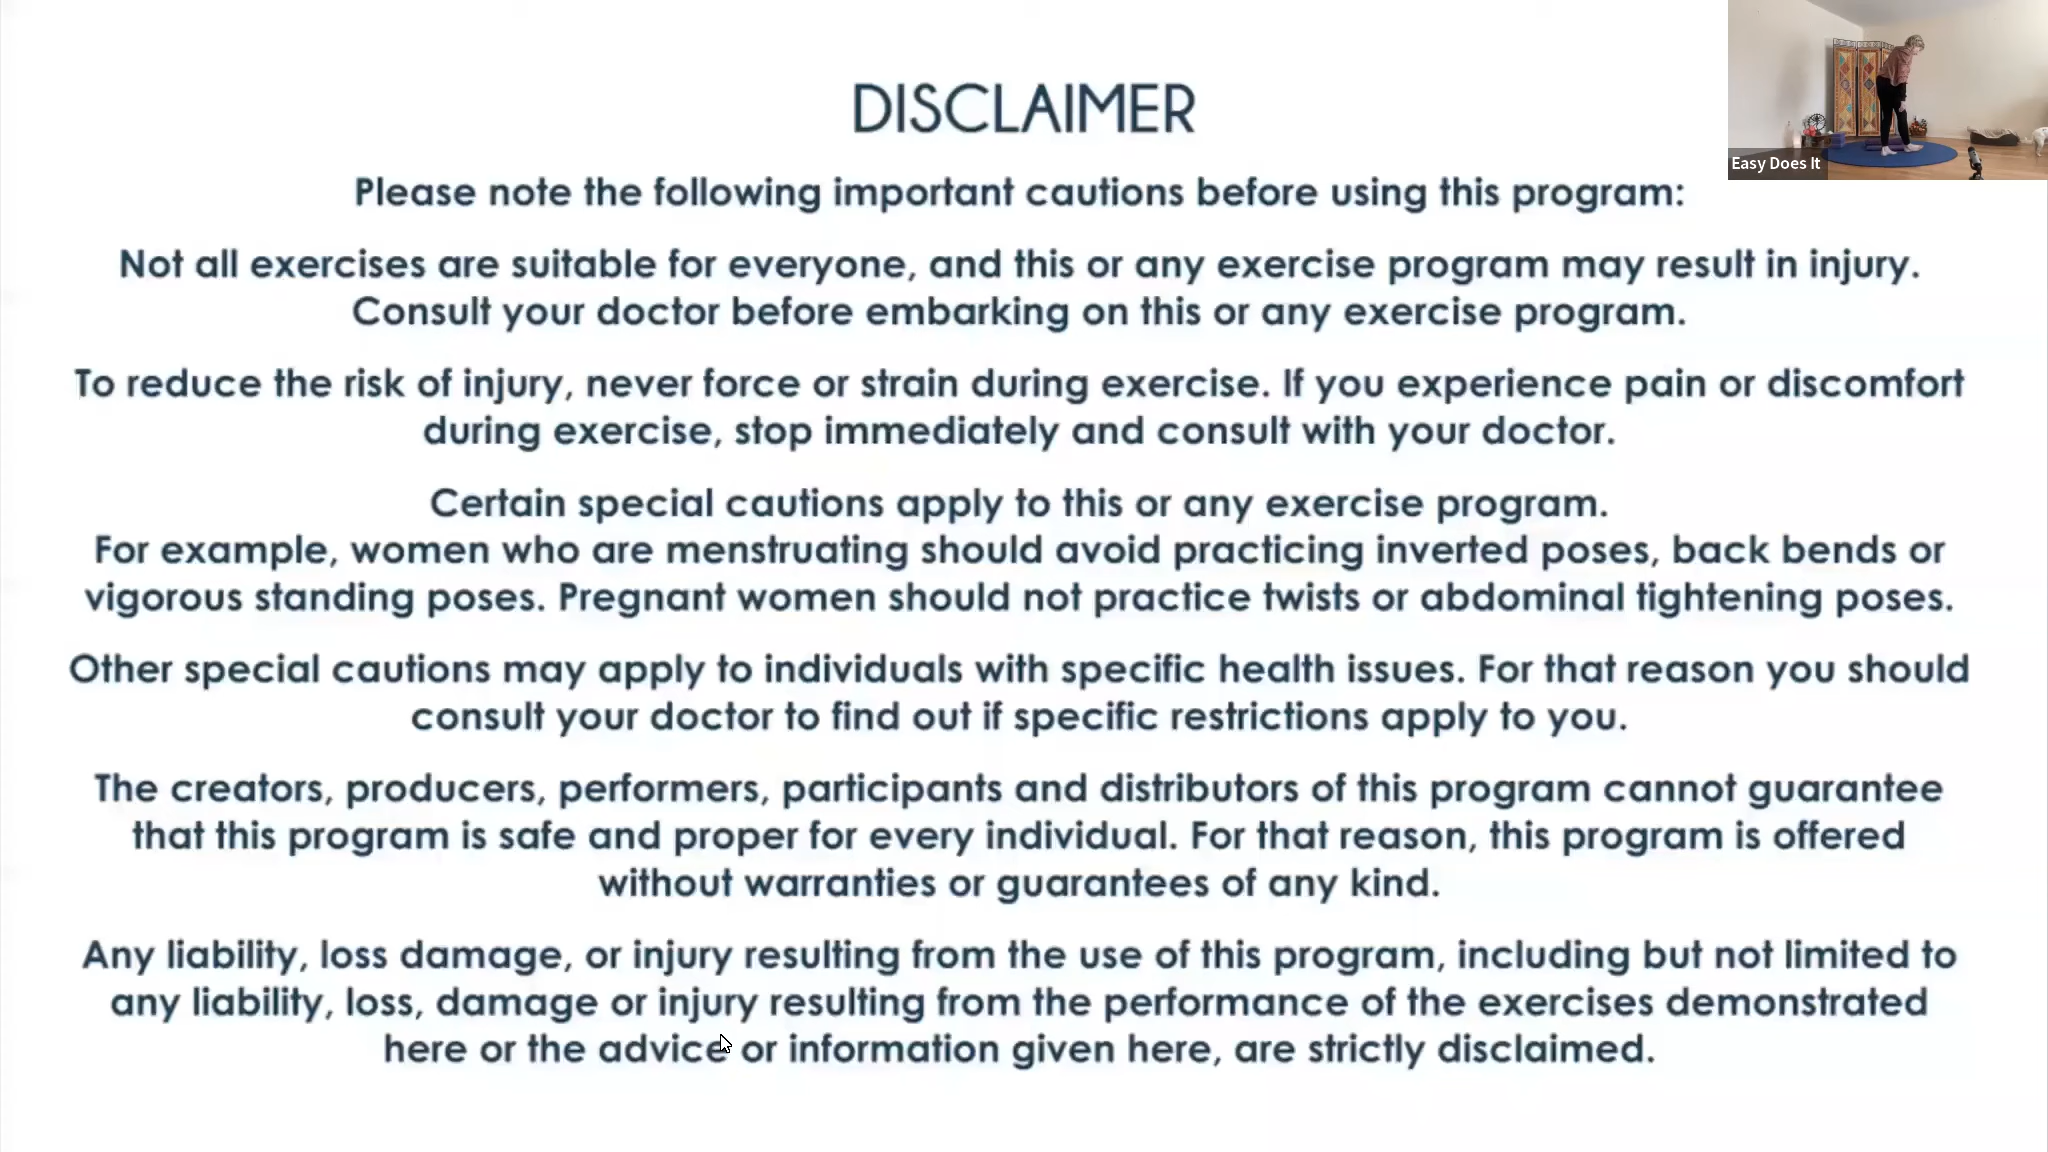 DISCLAIMER
Easy Does It
Please note the following important cautions before using this program:
Not all exercises are suitable for everyone, and this or any exercise program may result in injury.
Consult your doctor before embarking on this or any exercise program.
To reduce the risk of injury, never force or strain during exercise. If you experience pain or discomfort
during exercise, stop immediately and consult with your doctor.
Certain special cautions apply to this or any exercise program.
For example, women who are menstruating should avoid practicing inverted poses, back bends or
vigorous standing poses. Pregnant women should not practice twists or abdominal tightening poses.
Other special cautions may apply to individuals with specific health issues. For that reason you should
consult your doctor to find out if specific restrictions apply to you.
The creators, producers, performers, participants and distributors of this program cannot guarantee
that this program is safe and proper for every individual. For that reason, this program is offered
without warranties or guarantees of any kind.
Any liability, loss damage, or injury resulting from the use of this program, including but not limited to
any liability, loss, damage or injury resulting from the performance of the exercises demonstrated
here or the advice or information given here, are strictly disclaimed.